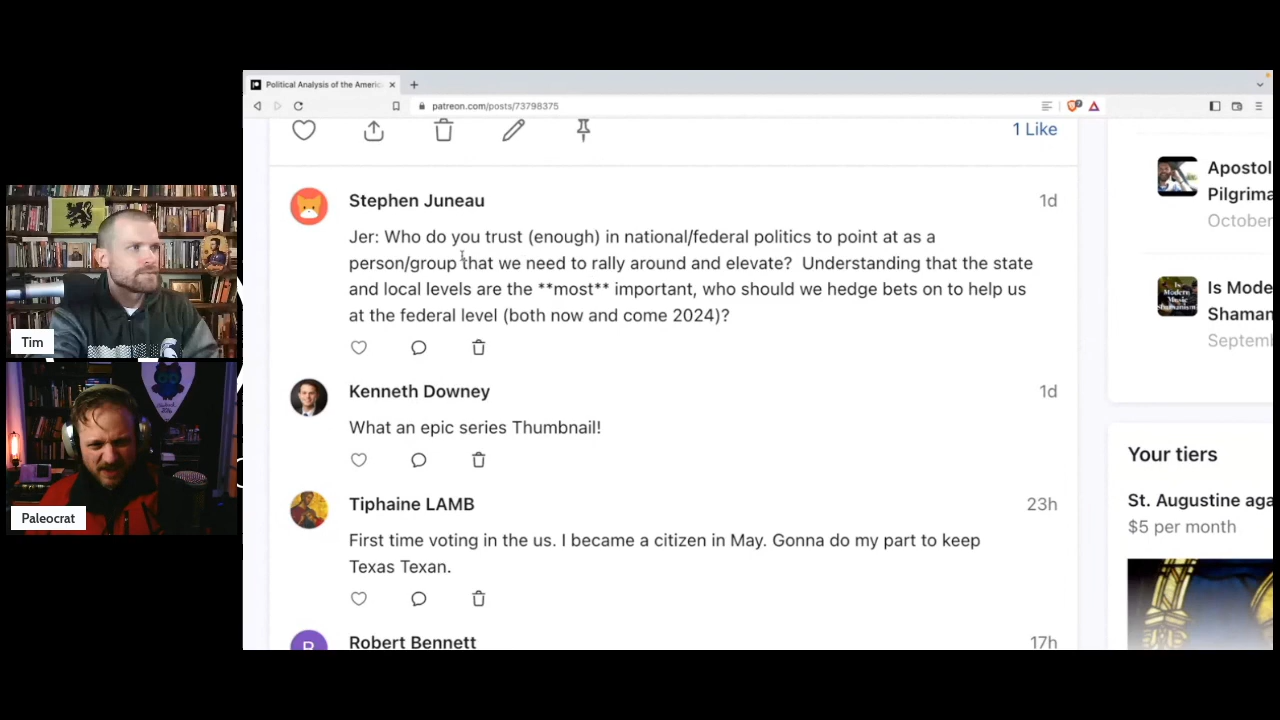 Political Analysis of the Americ
patreon.com/posts/73798375
1 Like
Stephen Juneau
1d
Jer: Who do you trust (enough) in national/federal politics to point at as a
person/group that we need to rally around and elevate?  Understanding that the state
and local levels are the **most** important, who should we hedge bets on to help us
at the federal level (both now and come 2024)?
Kenneth Downey
1d
What an epic series Thumbnail!
Tiphaine LAMB
23h
First time voting in the us. I became a citizen in May. Gonna do my part to keep
Texas Texan.
R
Robert Bennett
17h
Apostol
Pilgrima
October
Is Mode
Shaman
Septem
Your tiers
St. Augustine aga
$5 per month
Tim
Paleocrat